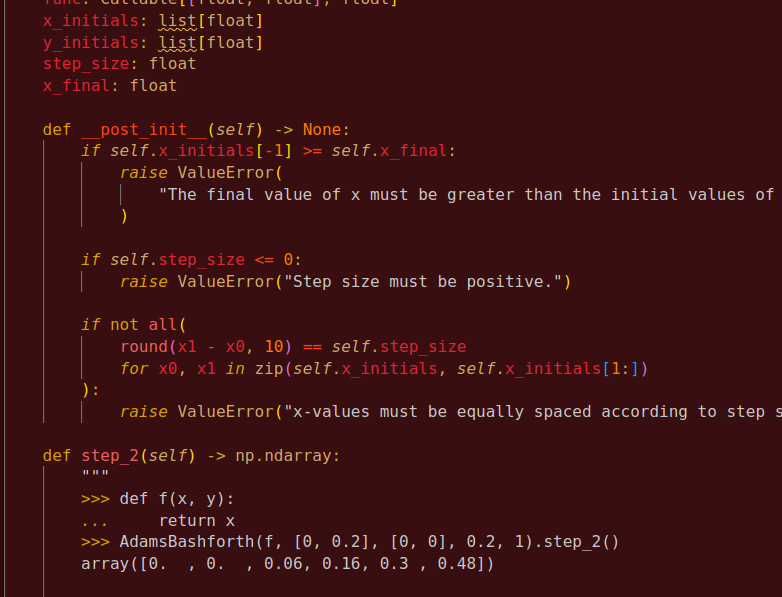 func: Callable[[float, float], float]
x_initials: list[float]
y_initials: list[float]
step_size: float
x_final: float
def __post_init__(self) -> None:
if self.x_initials[-1] >= self.x_final:
raise ValueError(
"The final value of x must be greater than the initial values of
)
if self.step_size <= 0:
raise ValueError("Step size must be positive.")
if not all(
round(x1 - x0, 10) == self.step_size
for x0, x1 in zip(self.x_initials, self.x_initials[1:])
):
raise ValueError("x-values must be equally spaced according to step s
def step_2(self) -> np.ndarray:
"""
>>> def f(x, y):
...     return x
>>> AdamsBashforth(f, [0, 0.2], [0, 0], 0.2, 1).step_2()
array([0.  , 0.  , 0.06, 0.16, 0.3 , 0.48])